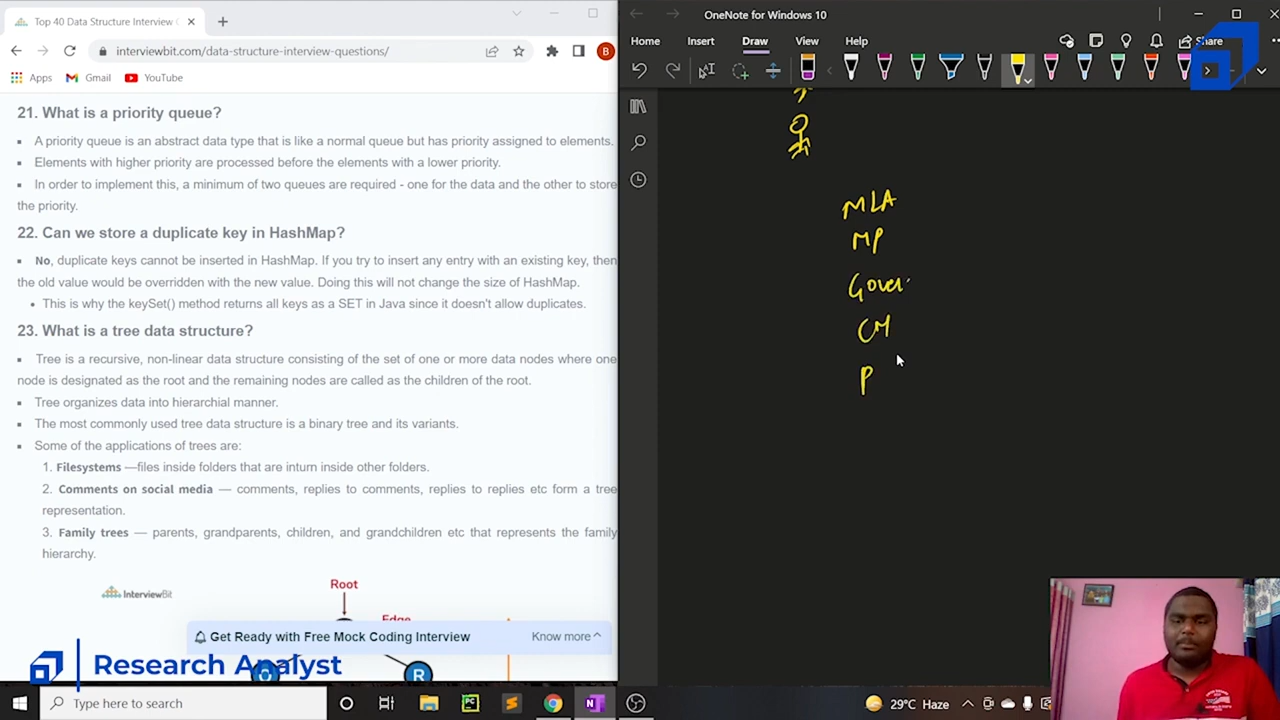 Top 40 Data Structure Interview
interviewbit.com/data-structure-interview-questions/
B
Apps Gmail YouTube
21. What is a priority queue?
A priority queue is an abstract data type that is like a normal queue but has priority assigned to elements.
Elements with higher priority are processed before the elements with a lower priority.
In order to implement this, a minimum of two queues are required - one for the data and the other to store
the priority.
22. Can we store a duplicate key in HashMap?
No, duplicate keys cannot be inserted in HashMap. If you try to insert any entry with an existing key, then
the old value would be overridden with the new value. Doing this will not change the size of HashMap.
This is why the keySet() method returns all keys as a SET in Java since it doesn't allow duplicates.
23. What is a tree data structure?
Tree is a recursive, non-linear data structure consisting of the set of one or more data nodes where one
node is designated as the root and the remaining nodes are called as the children of the root.
Tree organizes data into hierarchial manner.
The most commonly used tree data structure is a binary tree and its variants.
Some of the applications of trees are:
1. Filesystems —files inside folders that are inturn inside other folders.
2. Comments on social media — comments, replies to comments, replies to replies etc form a tree
representation.
3. Family trees — parents, grandparents, children, and grandchildren etc that represents the family
hierarchy.
Root
InterviewBit
Edge
Get Ready with Free Mock Coding Interview Know more
R
Research Analyst
OneNote for Windows 10
Home Insert Draw View Help Share
MLA
MP
Gover
CM
P
Type here to search
29°C Haze